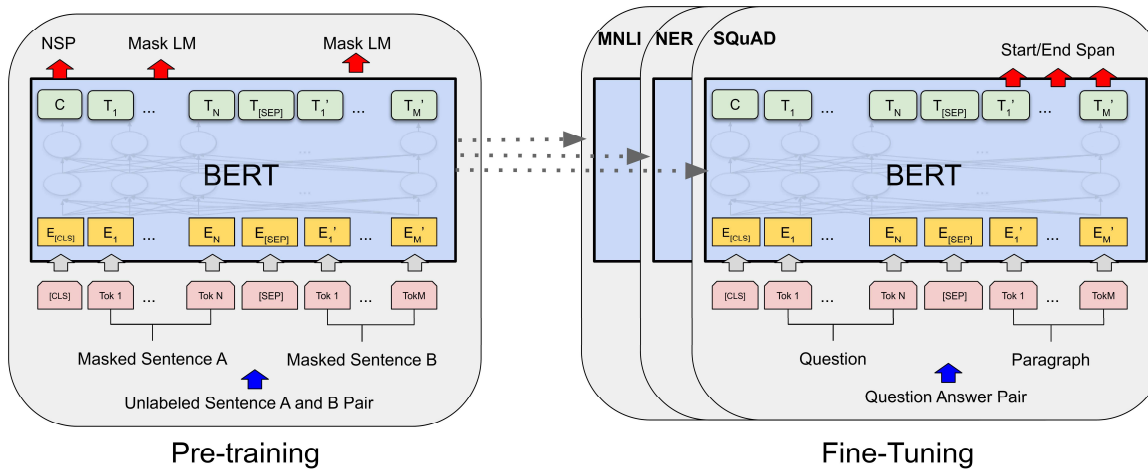 NSP Mask LM Mask LM
C T1 ... TN T[SEP] T1' ... TM'
BERT
...
...
E[CLS] E1 ... EN E[SEP] E1' ... EM'
[CLS] Tok 1 ... Tok N [SEP] Tok 1 ... TokM
Masked Sentence A Masked Sentence B
Unlabeled Sentence A and B Pair
Pre-training
MNLI NER SQuAD
Start/End Span
C T1 ... TN T[SEP] T1' ... TM'
BERT
...
...
E[CLS] E1 ... EN E[SEP] E1' ... EM'
[CLS] Tok 1 ... Tok N [SEP] Tok 1 ... TokM
Question Paragraph
Question Answer Pair
Fine-Tuning